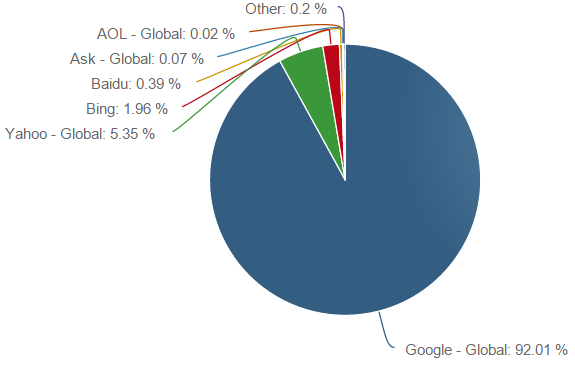 Other: 0.2 %
AOL - Global: 0.02 %
Ask - Global: 0.07 %
Baidu: 0.39 %
Bing: 1.96 %
Yahoo - Global: 5.35 %
Google - Global: 92.01 %